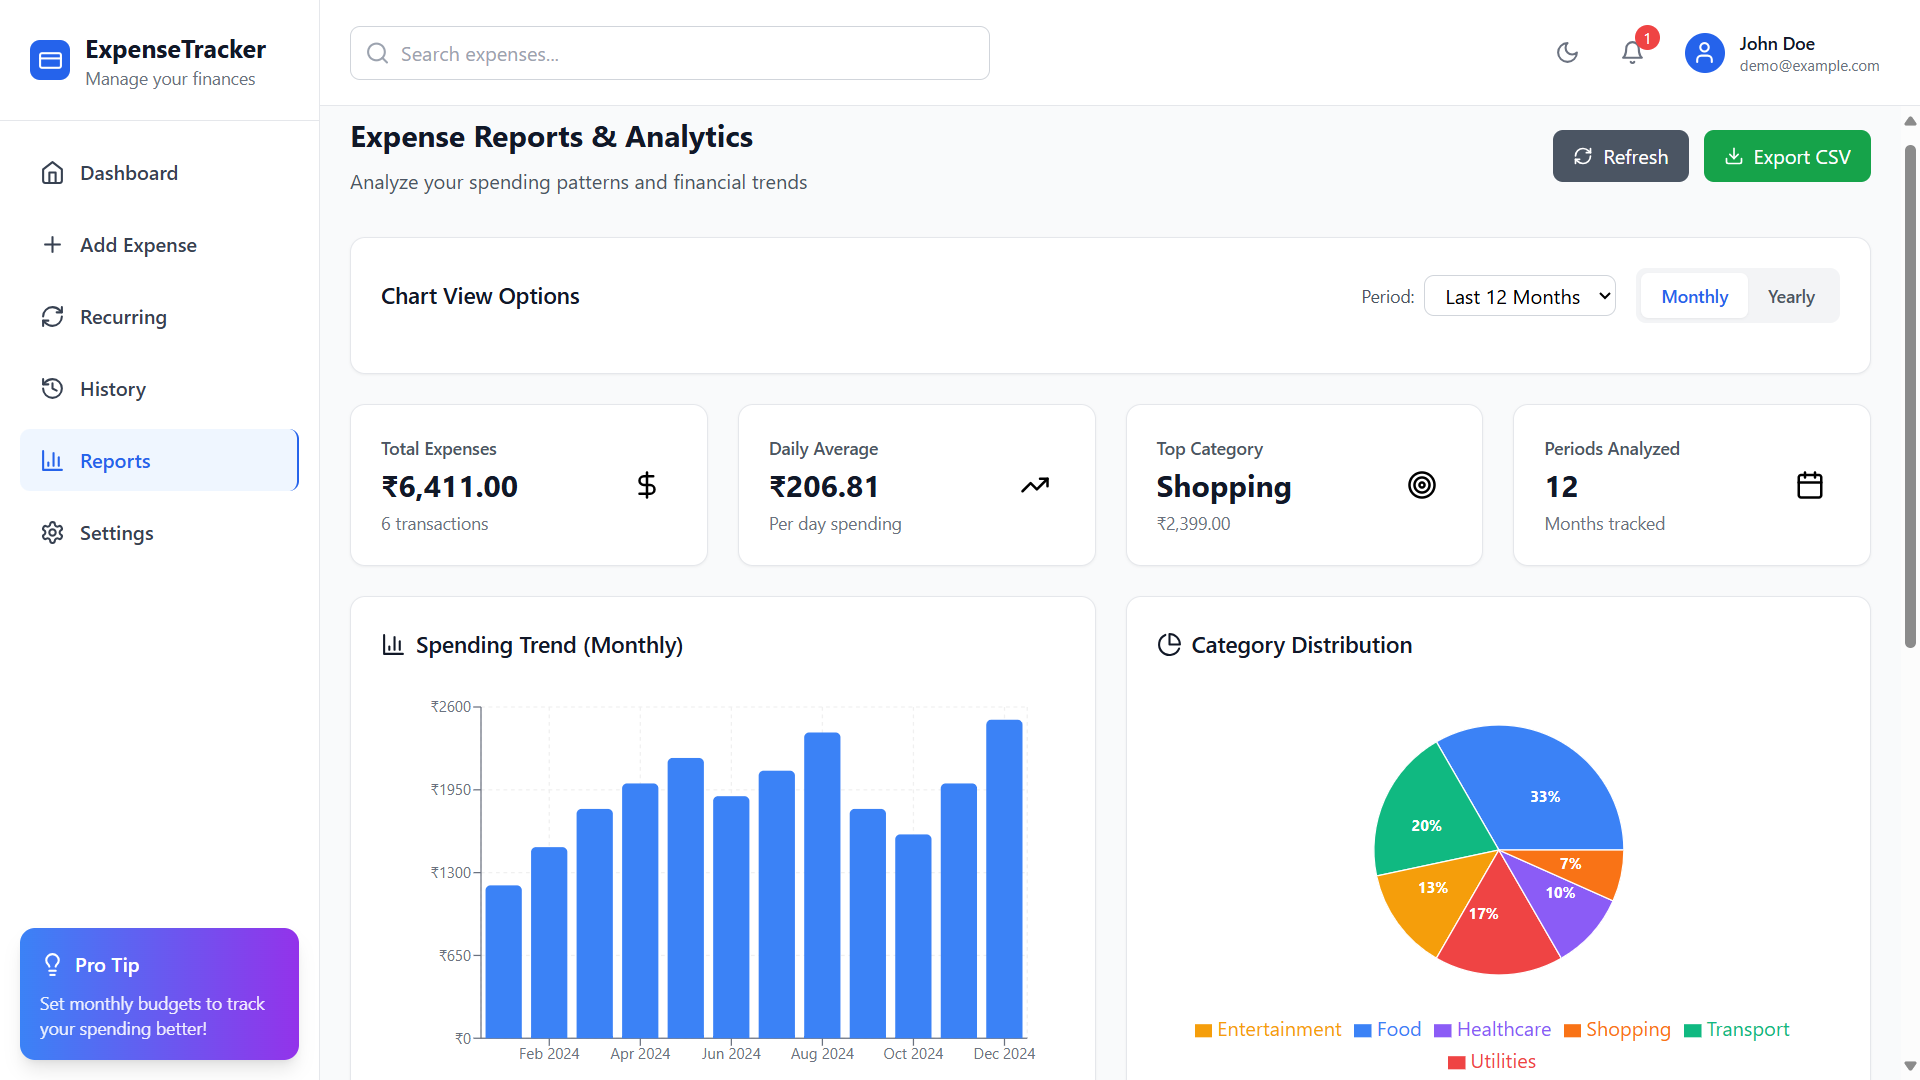 ExpenseTracker
Manage your finances
Search expenses...
1
John Doe
demo@example.com
Dashboard
Add Expense
Recurring
History
Reports
Settings
Pro Tip
Set monthly budgets to track
your spending better!
Expense Reports & Analytics
Analyze your spending patterns and financial trends
Refresh
Export CSV
Chart View Options
Period:
Last 12 Months
Monthly
Yearly
Total Expenses
₹6,411.00
6 transactions
Daily Average
₹206.81
Per day spending
Top Category
Shopping
₹2,399.00
Periods Analyzed
12
Months tracked
Spending Trend (Monthly)
₹2600
₹1950
₹1300
₹650
₹0
Feb 2024
Apr 2024
Jun 2024
Aug 2024
Oct 2024
Dec 2024
Category Distribution
33%
20%
7%
13%
10%
17%
Entertainment
Food
Healthcare
Shopping
Transport
Utilities